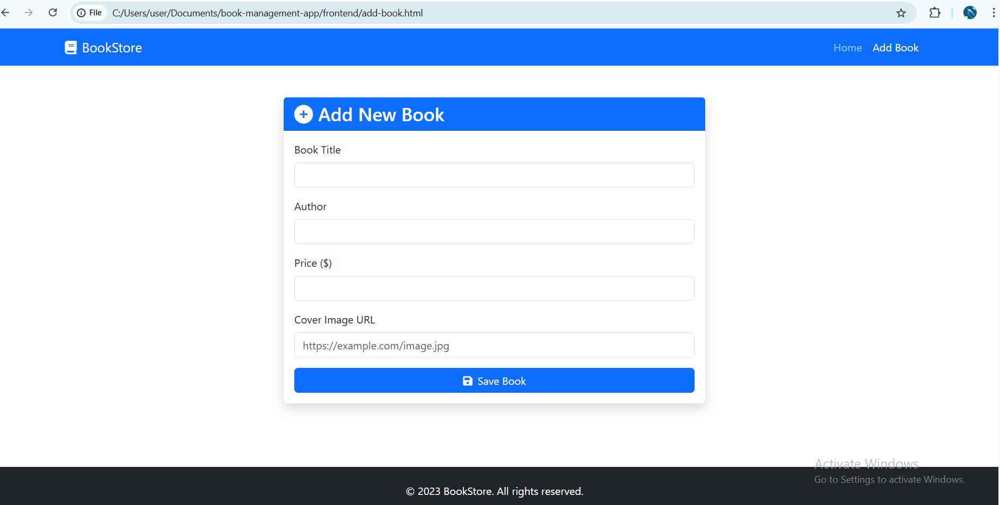 File C:/Users/user/Documents/book-management-app/frontend/add-book.html
BookStore Home Add Book
Add New Book
Book Title
Author
Price ($)
Cover Image URL
https://example.com/image.jpg
Save Book
Activate Windows
Go to Settings to activate Windows.
© 2023 BookStore. All rights reserved.